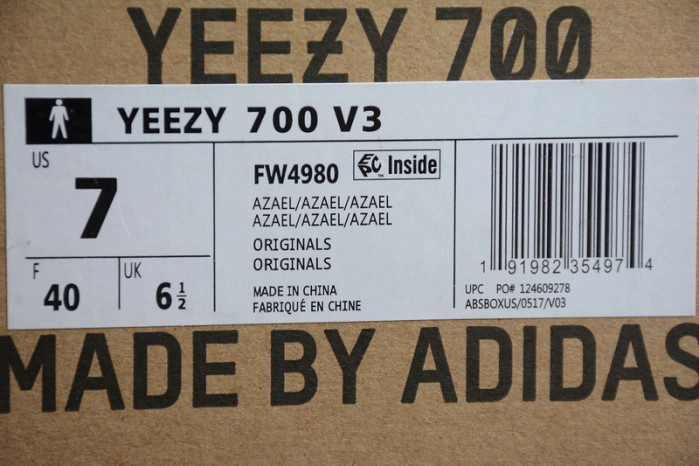 YEEZY 700
YEEZY 700 V3
US
7
F
40
UK
6 1/2
FW4980
EPC Inside
AZAEL/AZAEL/AZAEL
AZAEL/AZAEL/AZAEL
ORIGINALS
ORIGINALS
MADE IN CHINA
FABRIQUÉ EN CHINE
1 91982 35497 4
UPC PO# 124609278
ABSBOXUS/0517/V03
MADE BY ADIDAS